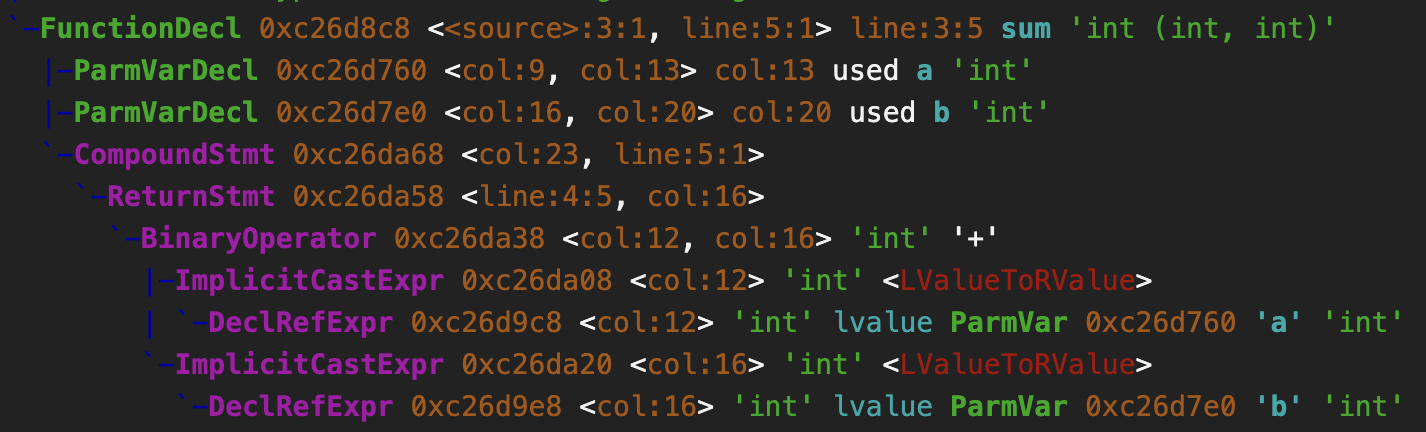 `-FunctionDecl 0xc26d8c8 <<source>:3:1, line:5:1> line:3:5 sum 'int (int, int)'
|-ParmVarDecl 0xc26d760 <col:9, col:13> col:13 used a 'int'
|-ParmVarDecl 0xc26d7e0 <col:16, col:20> col:20 used b 'int'
`-CompoundStmt 0xc26da68 <col:23, line:5:1>
`-ReturnStmt 0xc26da58 <line:4:5, col:16>
`-BinaryOperator 0xc26da38 <col:12, col:16> 'int' '+'
|-ImplicitCastExpr 0xc26da08 <col:12> 'int' <LValueToRValue>
| `-DeclRefExpr 0xc26d9c8 <col:12> 'int' lvalue ParmVar 0xc26d760 'a' 'int'
`-ImplicitCastExpr 0xc26da20 <col:16> 'int' <LValueToRValue>
`-DeclRefExpr 0xc26d9e8 <col:16> 'int' lvalue ParmVar 0xc26d7e0 'b' 'int'